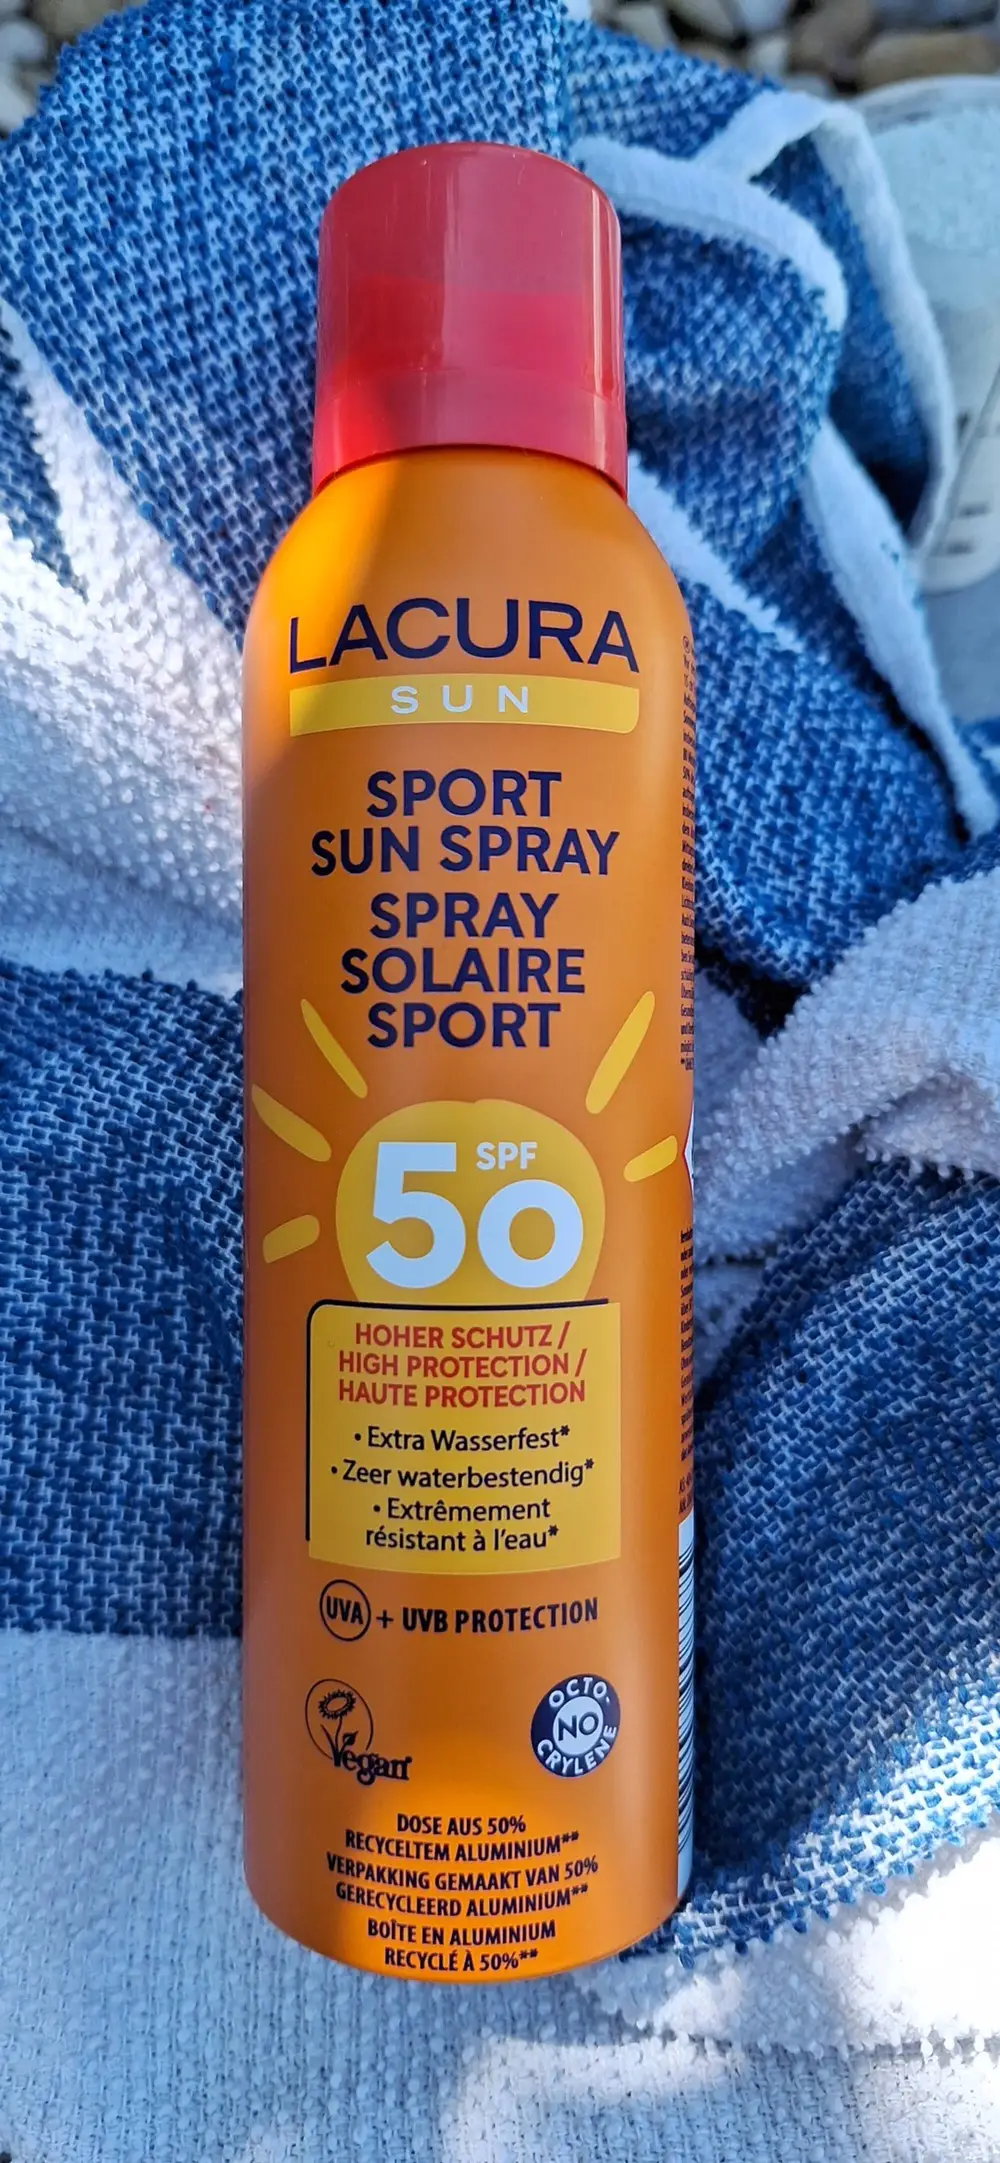 LACURA
SUN
SPORT
SUN SPRAY
SPRAY
SOLAIRE
SPORT
SPF
50
HOHER SCHUTZ /
HIGH PROTECTION /
HAUTE PROTECTION
• Extra Wasserfest*
• Zeer waterbestendig*
• Extrêmement
résistant à l'eau*
UVA + UVB PROTECTION
Vegan
OCTO-
NO
CRYLENE
DOSE AUS 50%
RECYCELTEM ALUMINIUM**
VERPAKKING GEMAAKT VAN 50%
GERECYCLEERD ALUMINIUM**
BOÎTE EN ALUMINIUM
RECYCLÉ À 50%**